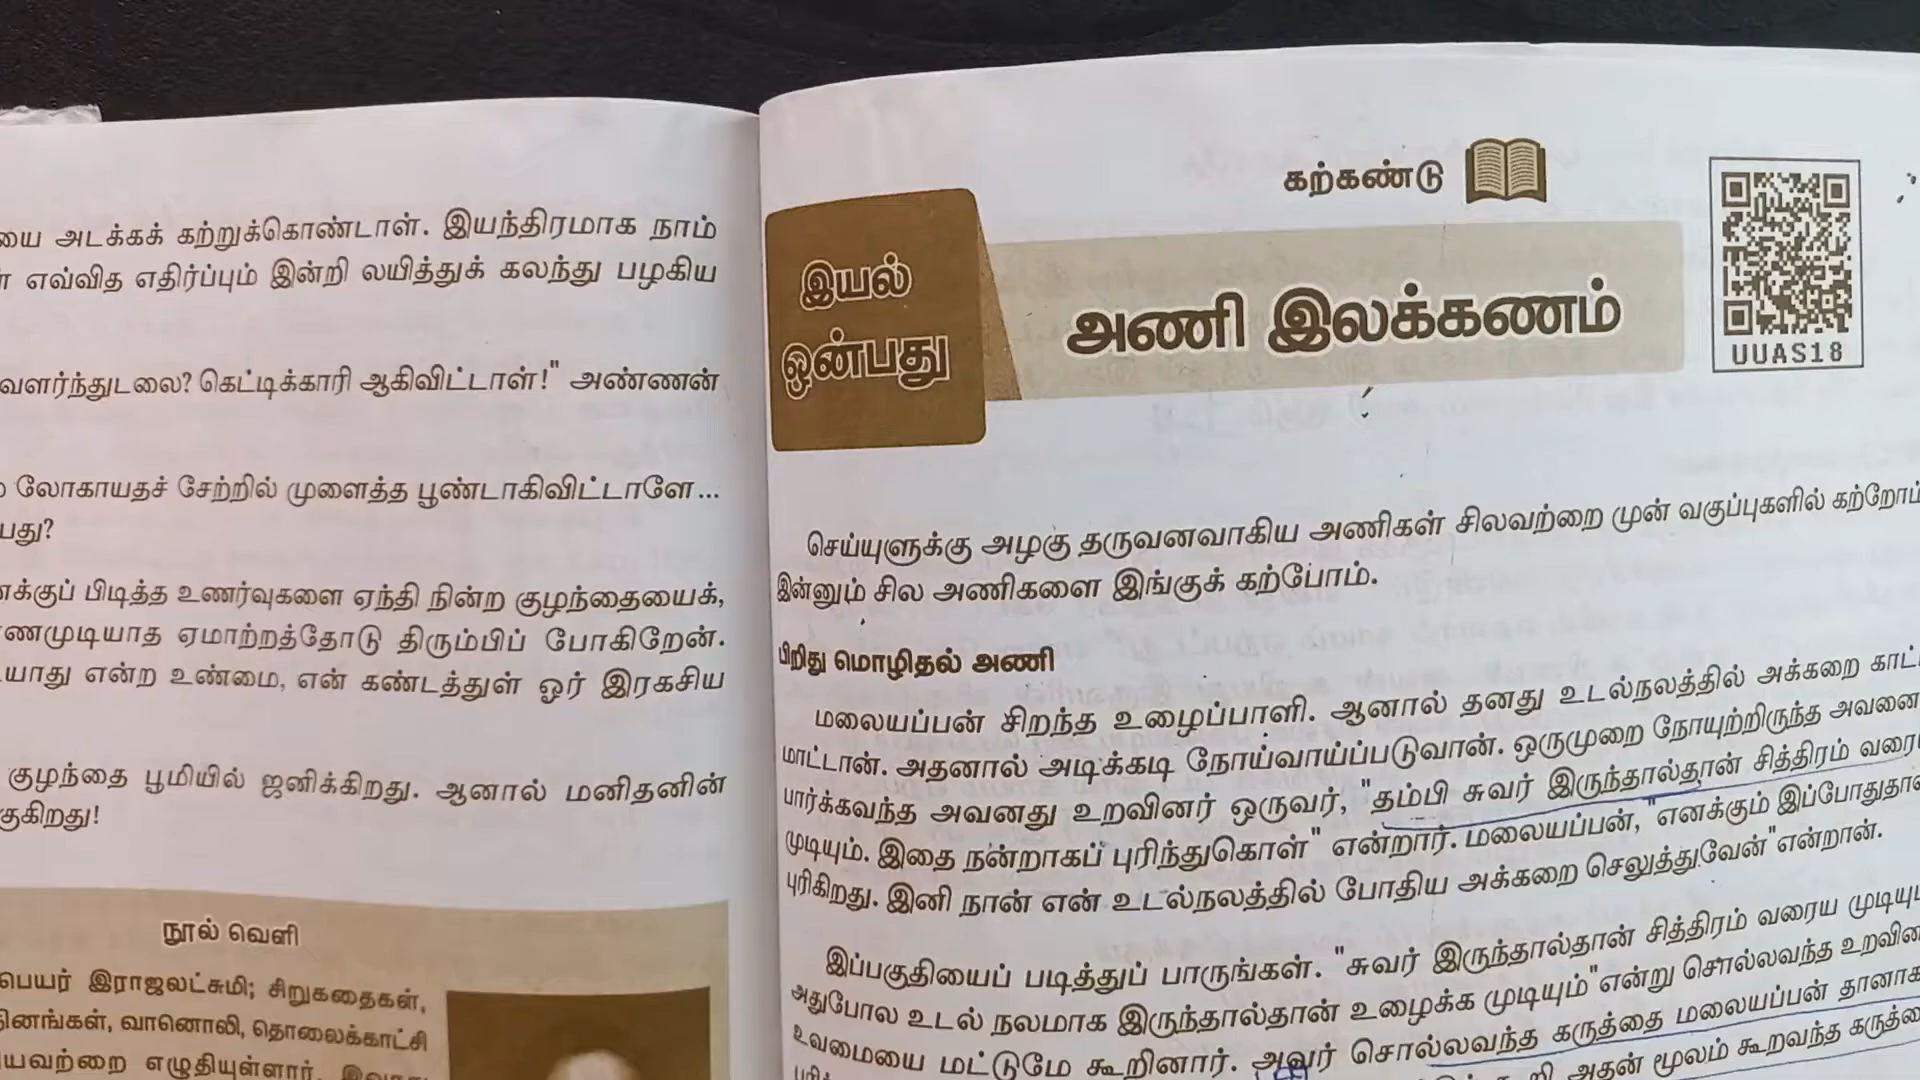 யை அடக்கக் கற்றுக்கொண்டாள். இயந்திரமாக நாம்
எவ்வித எதிர்ப்பும் இன்றி லயித்துக் கலந்து பழகிய
வளர்ந்துடலை? கெட்டிக்காரி ஆகிவிட்டாள்!" அண்ணன்
லோகாயதச் சேற்றில் முளைத்த பூண்டாகிவிட்டாளே...
பது?
னக்குப் பிடித்த உணர்வுகளை ஏந்தி நின்ற குழந்தையைக்,
ணமுடியாத ஏமாற்றத்தோடு திரும்பிப் போகிறேன்.
டயாது என்ற உண்மை, என் கண்டத்துள் ஓர் இரகசிய
குழந்தை பூமியில் ஜனிக்கிறது. ஆனால் மனிதனின்
குகிறது!
நூல் வெளி
பெயர் இராஜலட்சுமி; சிறுகதைகள்,
தினங்கள், வானொலி, தொலைக்காட்சி
யவற்றை எழுதியுள்ளார்.
கற்கண்டு
இயல்
ஒன்பது
அணி இலக்கணம்
UUAS18
செய்யுளுக்கு அழகு தருவனவாகிய அணிகள் சிலவற்றை முன் வகுப்புகளில் கற்றோம்
இன்னும் சில அணிகளை இங்குக் கற்போம்.
பிறிது மொழிதல் அணி
மலையப்பன் சிறந்த உழைப்பாளி. ஆனால் தனது உடல்நலத்தில் அக்கறை காட்ட
மாட்டான். அதனால் அடிக்கடி நோய்வாய்ப்படுவான். ஒருமுறை நோயுற்றிருந்த அவனை
பார்க்கவந்த அவனது உறவினர் ஒருவர், "தம்பி சுவர் இருந்தால்தான் சித்திரம் வரைய
முடியும். இதை நன்றாகப் புரிந்துகொள்" என்றார். மலையப்பன், "எனக்கும் இப்போதுதா
புரிகிறது. இனி நான் என் உடல்நலத்தில் போதிய அக்கறை செலுத்துவேன்"என்றான்.
இப்பகுதியைப் படித்துப் பாருங்கள். "சுவர் இருந்தால்தான் சித்திரம் வரைய முடியும்
அதுபோல உடல் நலமாக இருந்தால்தான் உழைக்க முடியும்"என்று சொல்லவந்த உறவின
உவமையை மட்டுமே கூறினார். அவர் சொல்லவந்த கருத்தை மலையப்பன் தானாக
அதன் மூலம் கூறவந்த கருத்தை